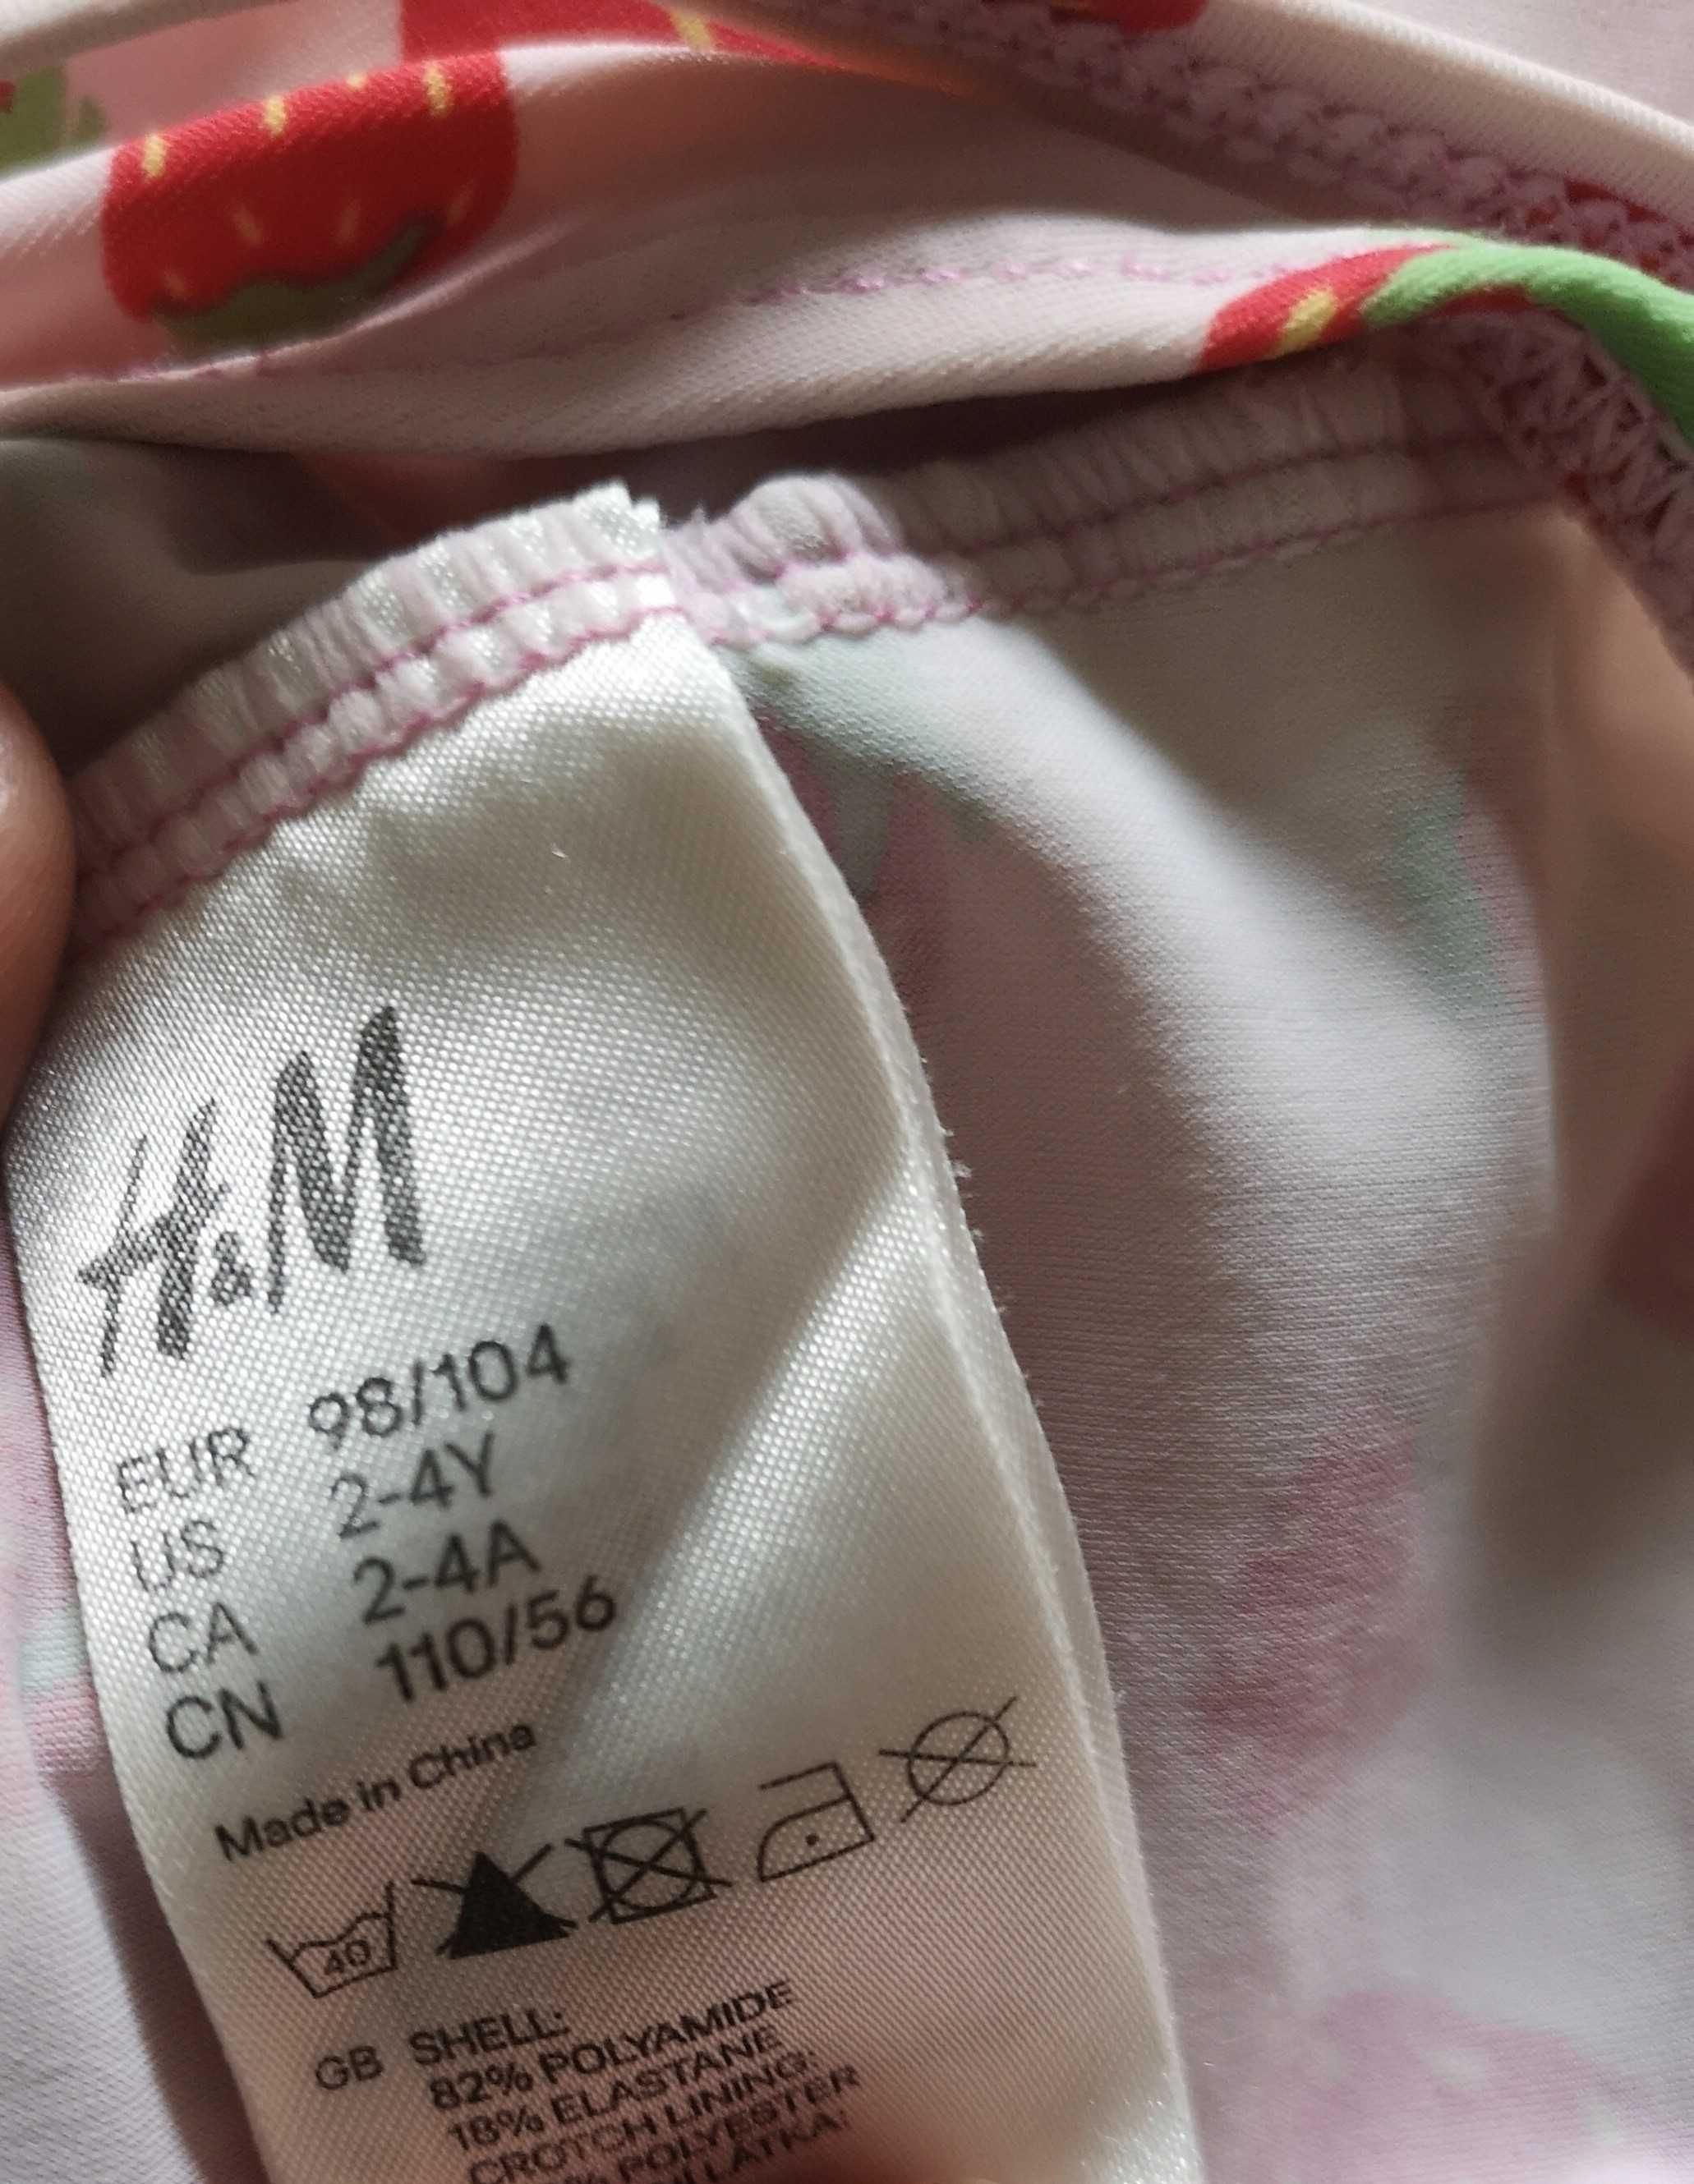 H&M
EUR 98/104
US 2-4Y
CA 2-4A
CN 110/56
Made in China
40
GB SHELL:
82% POLYAMIDE
18% ELASTANE
CROTCH LINING:
% POLYESTER
LÁTKA: